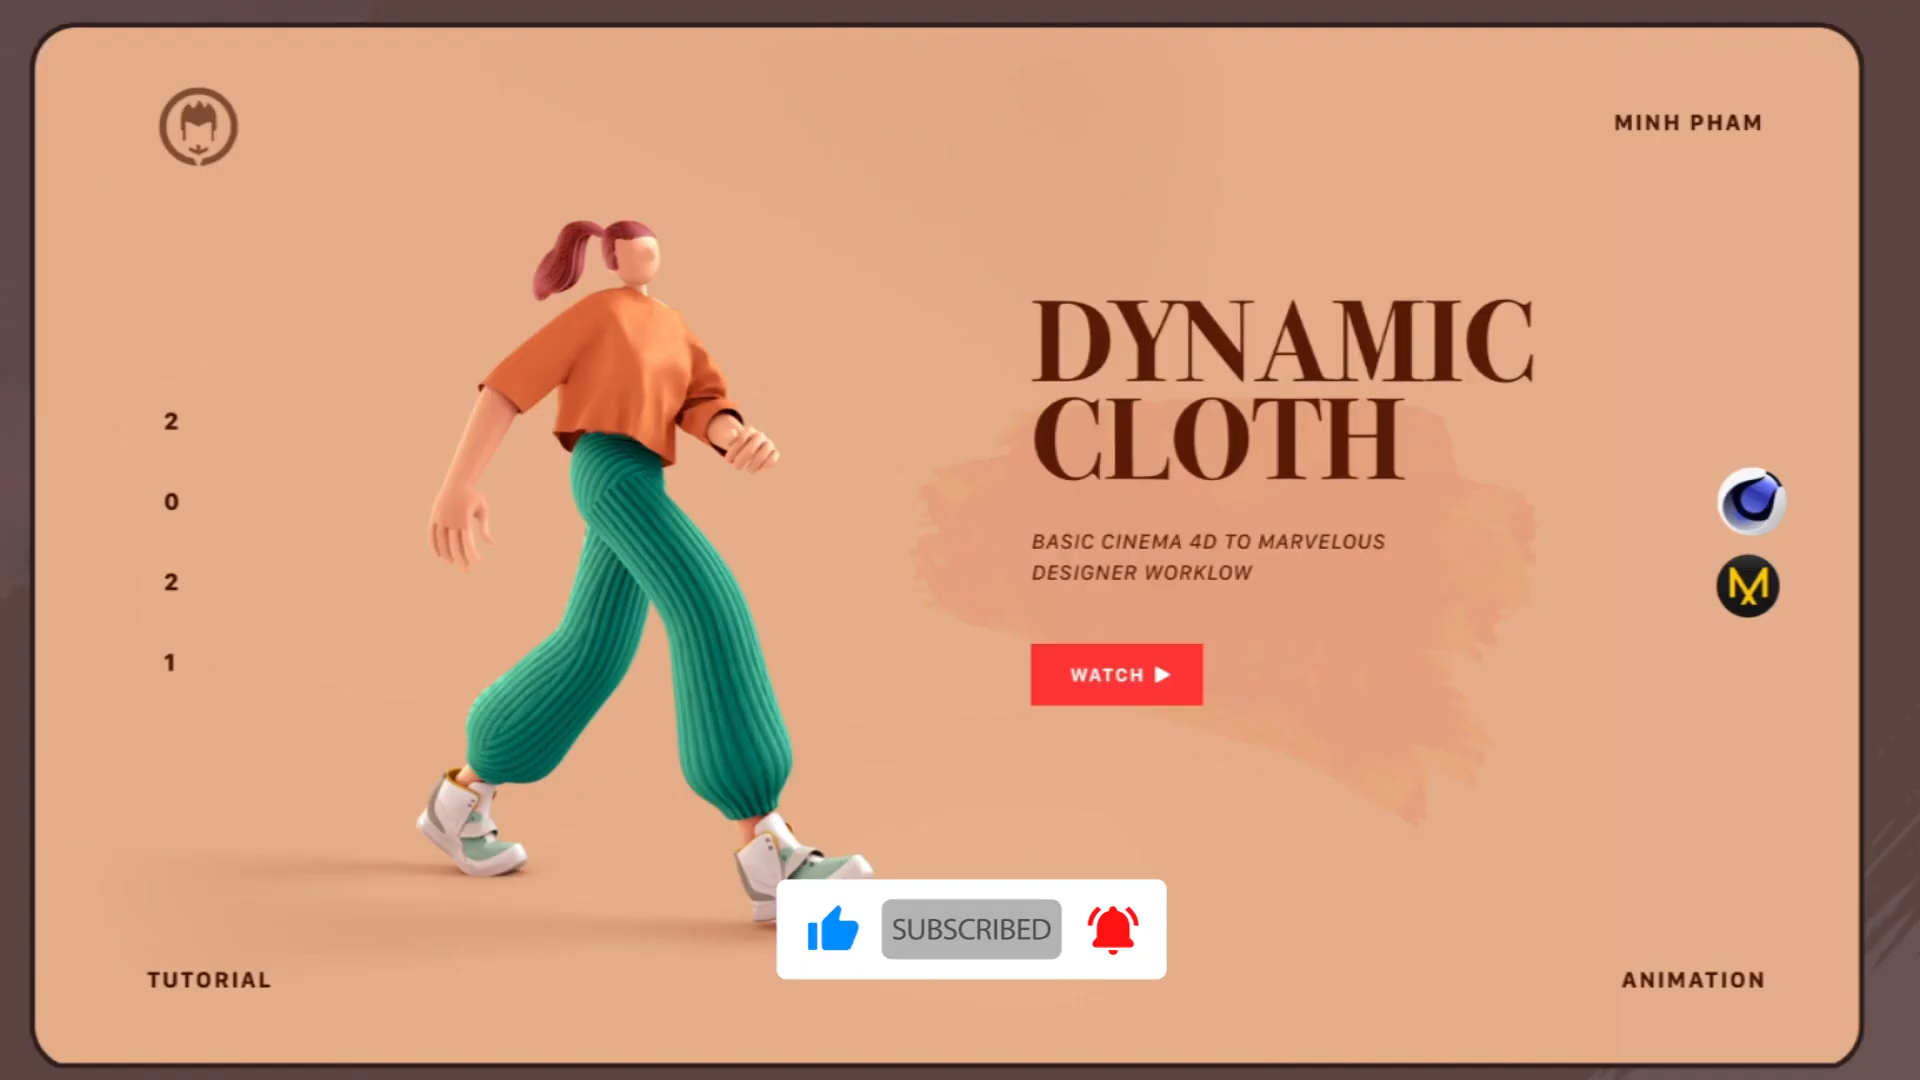 MINH PHAM
DYNAMIC
CLOTH
2
0
2
1
BASIC CINEMA 4D TO MARVELOUS
DESIGNER WORKLOW
WATCH
SUBSCRIBED
TUTORIAL
ANIMATION